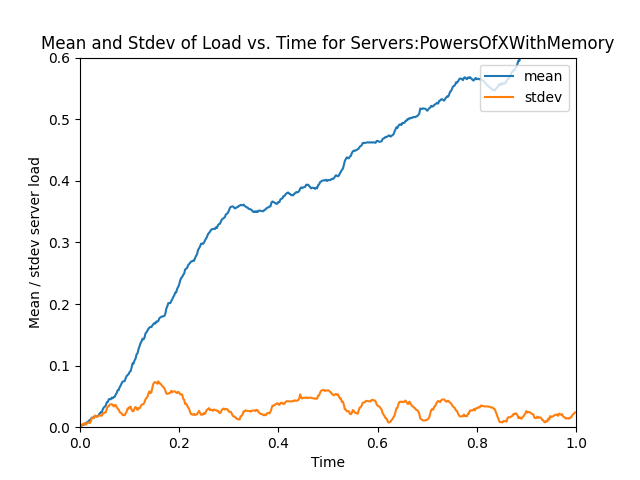 Mean and Stdev of Load vs. Time for Servers:PowersOfXWithMemory
mean
stdev
Mean / stdev server load
0.6
0.5
0.4
0.3
0.2
0.1
0.0
0.0 0.2 0.4 0.6 0.8 1.0
Time